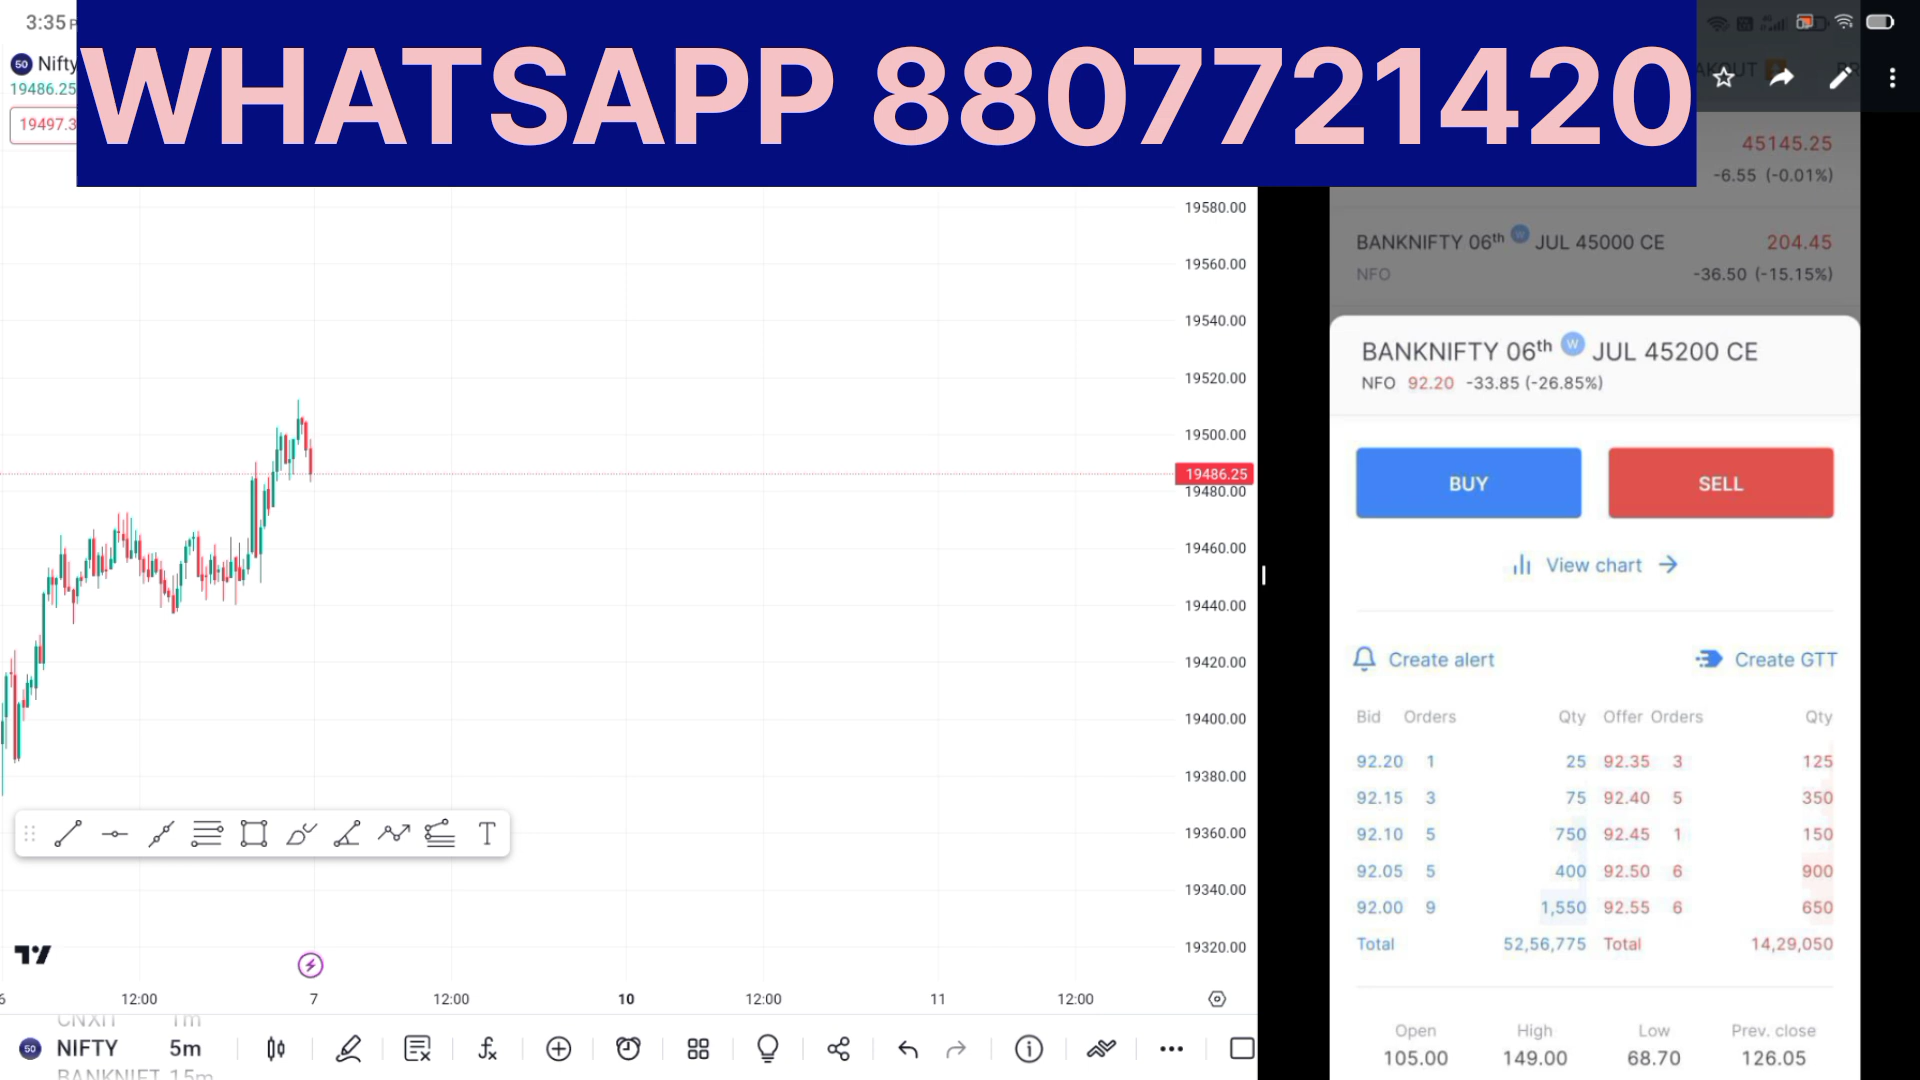 3:35
WHATSAPP 8807721420
50 Nifty
19486.25
19497.3
45145.25
-6.55 (-0.01%)
BANKNIFTY 06th W JUL 45000 CE 204.45
NFO -36.50 (-15.15%)
BANKNIFTY 06th W JUL 45200 CE
NFO 92.20 -33.85 (-26.85%)
BUY SELL
View chart
Create alert Create GTT
Bid Orders Qty Offer Orders Qty
92.20 1 25 92.35 3 125
92.15 3 75 92.40 5 350
92.10 5 750 92.45 1 150
92.05 5 400 92.50 6 900
92.00 9 1,550 92.55 6 650
Total 52,56,775 Total 14,29,050
Open High Low Prev. close
105.00 149.00 68.70 126.05
19580.00
19560.00
19540.00
19520.00
19500.00
19486.25
19480.00
19460.00
19440.00
19420.00
19400.00
19380.00
19360.00
19340.00
19320.00
T
12:00 7 12:00 10 12:00 11 12:00
CNXIT 1m
50 NIFTY 5m
BANKNIFT 15m